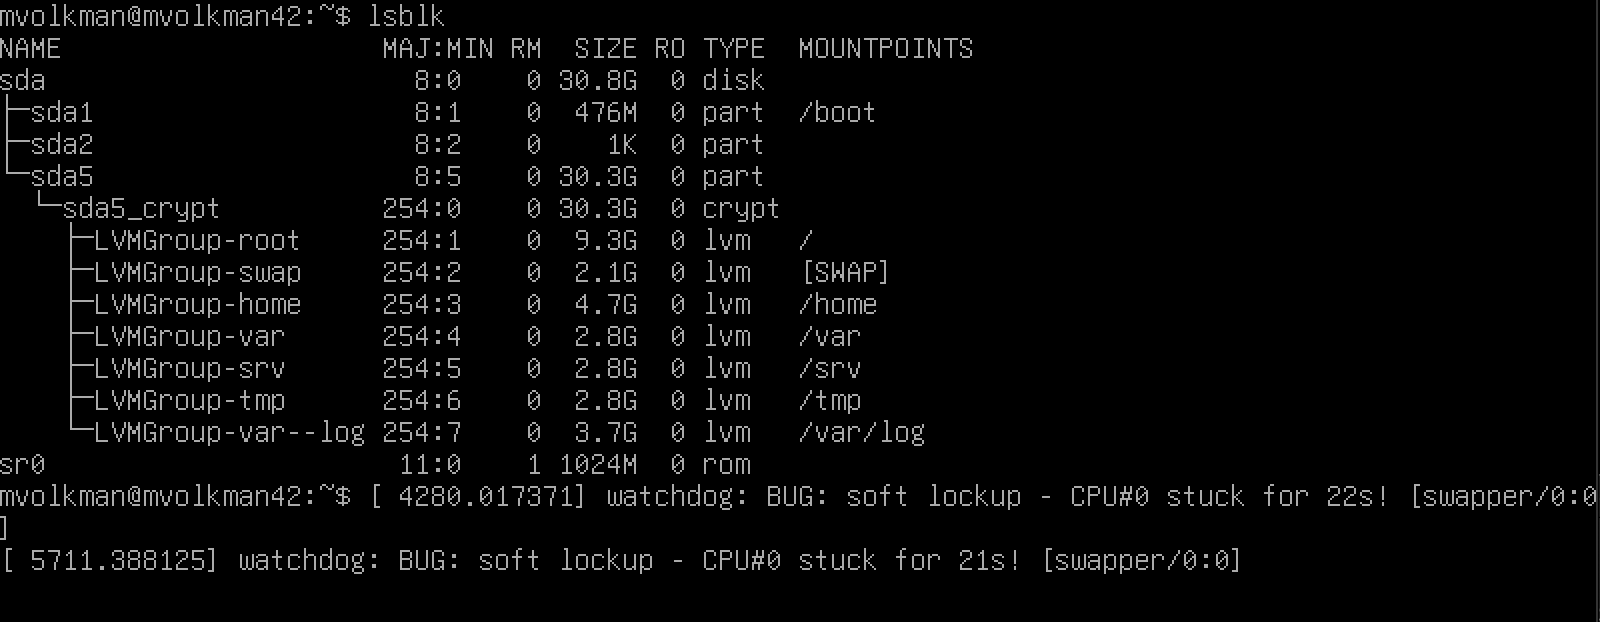 mvolkman@mvolkman42:~$ lsblk
NAME                    MAJ:MIN RM   SIZE RO TYPE  MOUNTPOINTS
sda                       8:0    0 30.8G  0 disk
├─sda1                    8:1    0  476M  0 part  /boot
├─sda2                    8:2    0    1K  0 part
└─sda5                    8:5    0 30.3G  0 part
  └─sda5_crypt          254:0    0 30.3G  0 crypt
    ├─LVMGroup-root     254:1    0  9.3G  0 lvm   /
    ├─LVMGroup-swap     254:2    0  2.1G  0 lvm   [SWAP]
    ├─LVMGroup-home     254:3    0  4.7G  0 lvm   /home
    ├─LVMGroup-var      254:4    0  2.8G  0 lvm   /var
    ├─LVMGroup-srv      254:5    0  2.8G  0 lvm   /srv
    ├─LVMGroup-tmp      254:6    0  2.8G  0 lvm   /tmp
    └─LVMGroup-var--log 254:7    0  3.7G  0 lvm   /var/log
sr0                      11:0    1 1024M  0 rom
mvolkman@mvolkman42:~$ [ 4280.017371] watchdog: BUG: soft lockup - CPU#0 stuck for 22s! [swapper/0:0
]
[ 5711.388125] watchdog: BUG: soft lockup - CPU#0 stuck for 21s! [swapper/0:0]